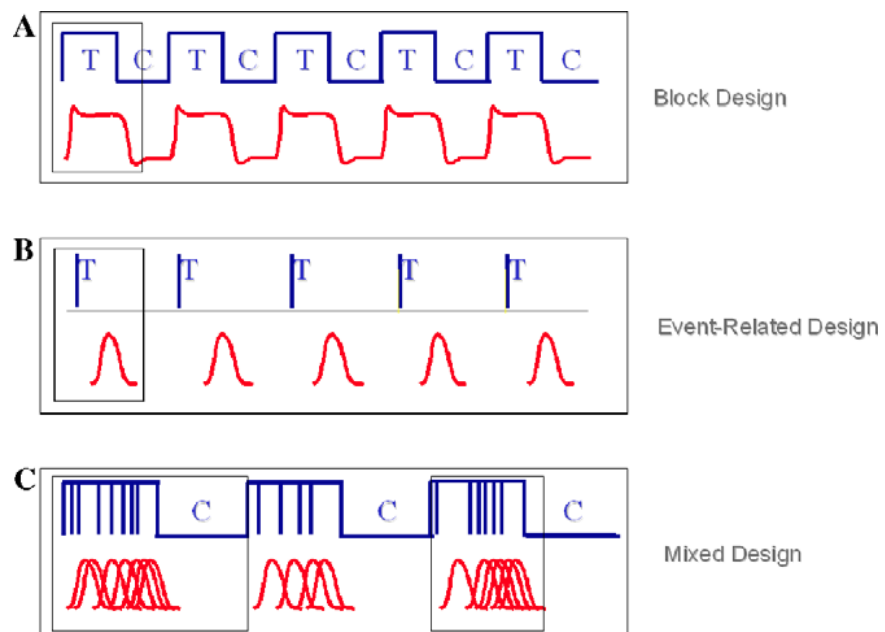 A
T C T C T C T C T C
Block Design
B
T T T T T
Event-Related Design
C
C C C
Mixed Design